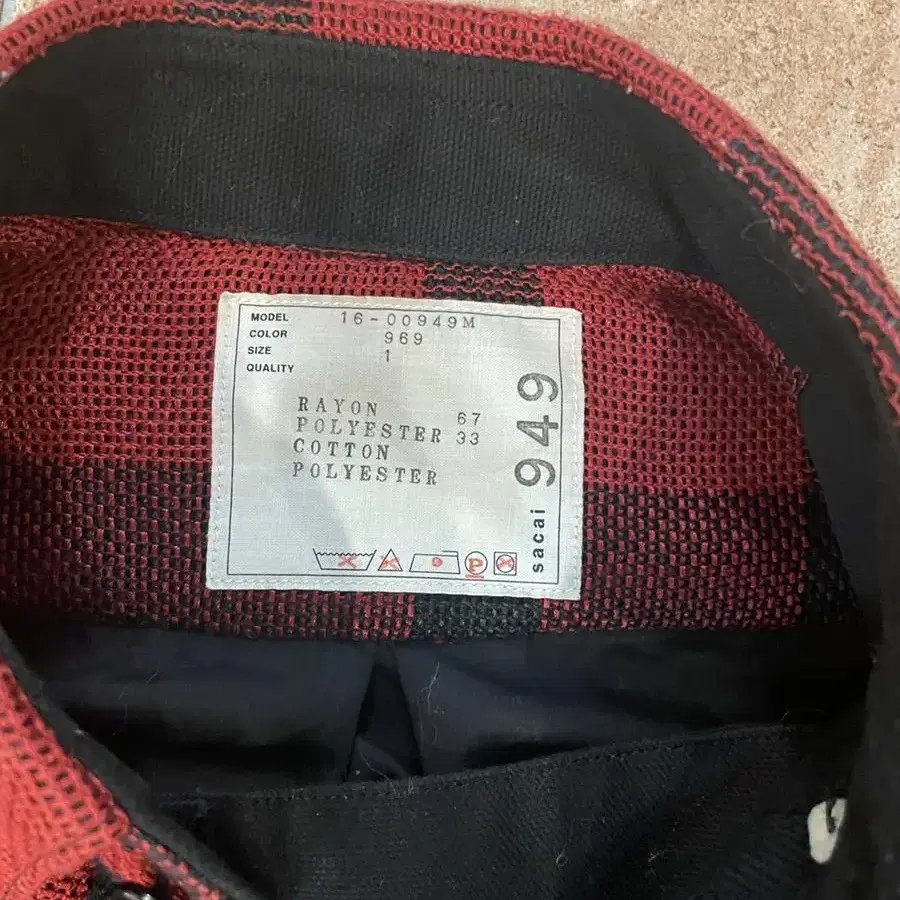 MODEL 16-00949M
COLOR 969
SIZE 1
QUALITY
RAYON 67
POLYESTER 33
COTTON
POLYESTER
P
sacai 949